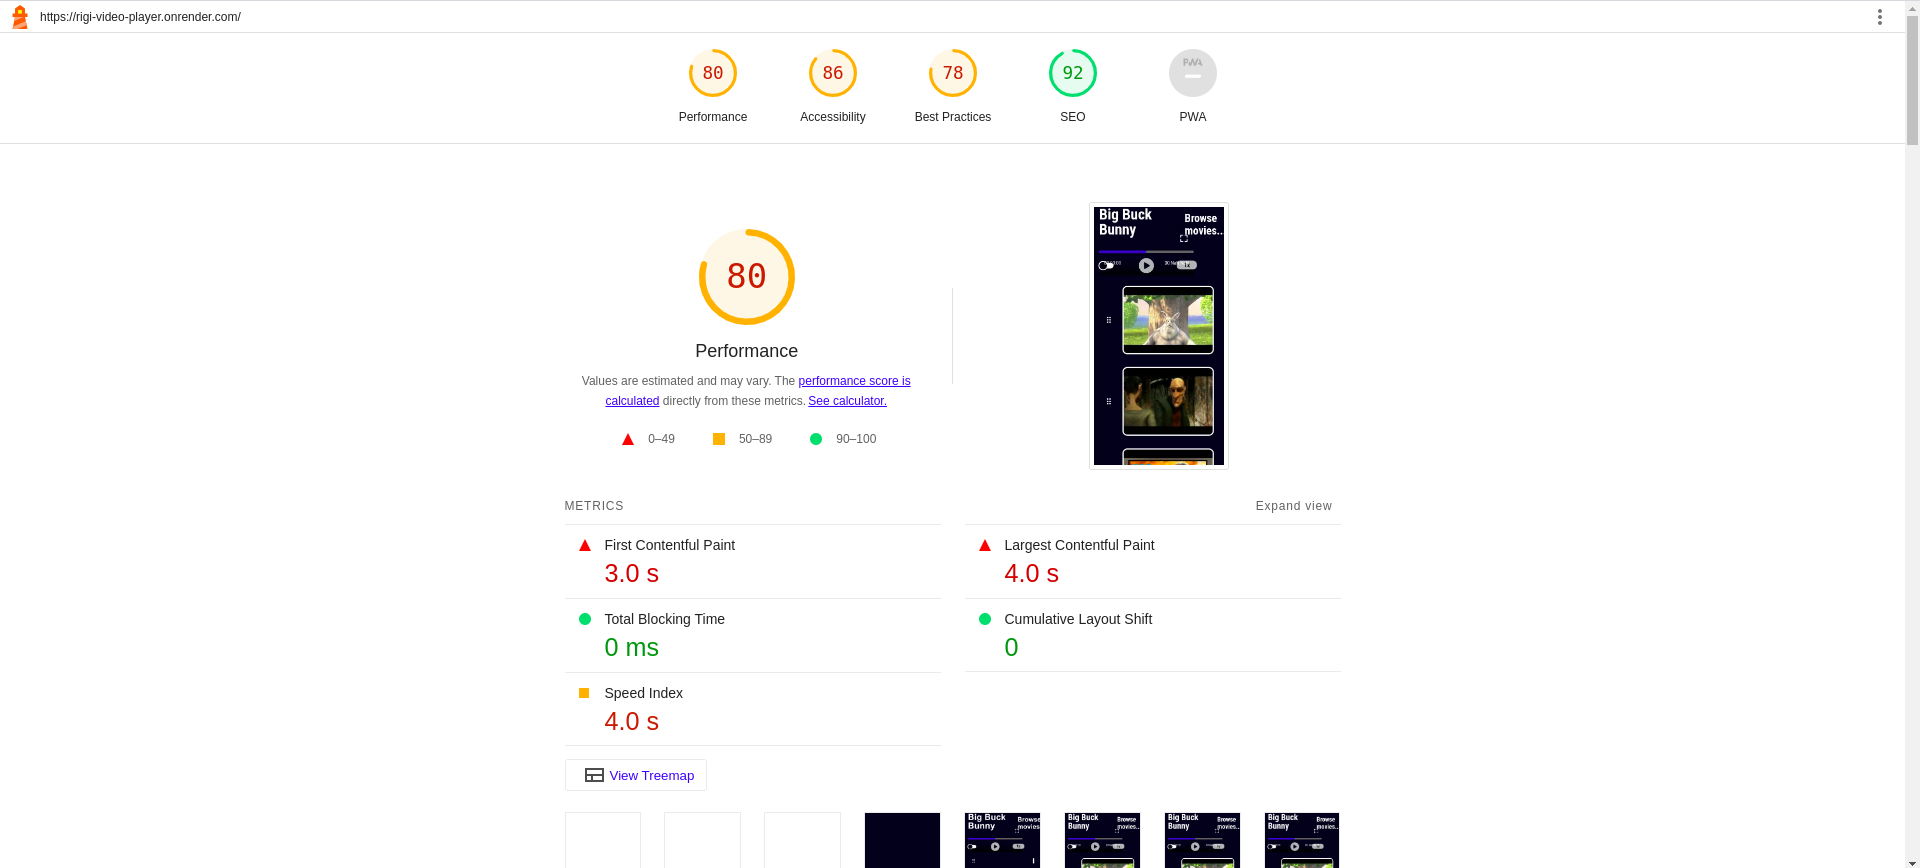 https://rigi-video-player.onrender.com/
80
86
78
92
PWA
Performance
Accessibility
Best Practices
SEO
PWA
80
Performance
Values are estimated and may vary. The performance score is
calculated directly from these metrics. See calculator.
0–49
50–89
90–100
Big Buck
Bunny
Browse
movies...
1x
METRICS
Expand view
First Contentful Paint
3.0 s
Largest Contentful Paint
4.0 s
Total Blocking Time
0 ms
Cumulative Layout Shift
0
Speed Index
4.0 s
View Treemap
Big Buck
Bunny
Browse
movies
Big Buck
Bunny
Browse
movies...
Big Buck
Bunny
Browse
movies...
Big Buck
Bunny
Browse
movies...